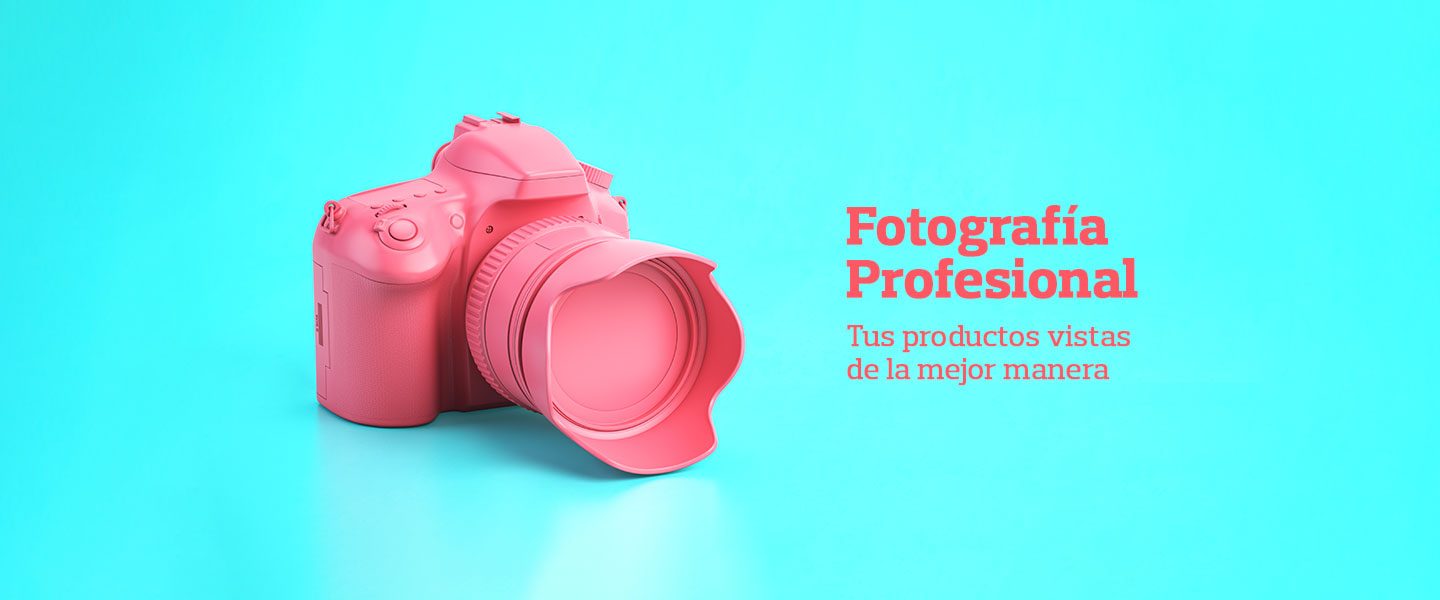 Fotografía
Profesional
Tus productos vistas
de la mejor manera